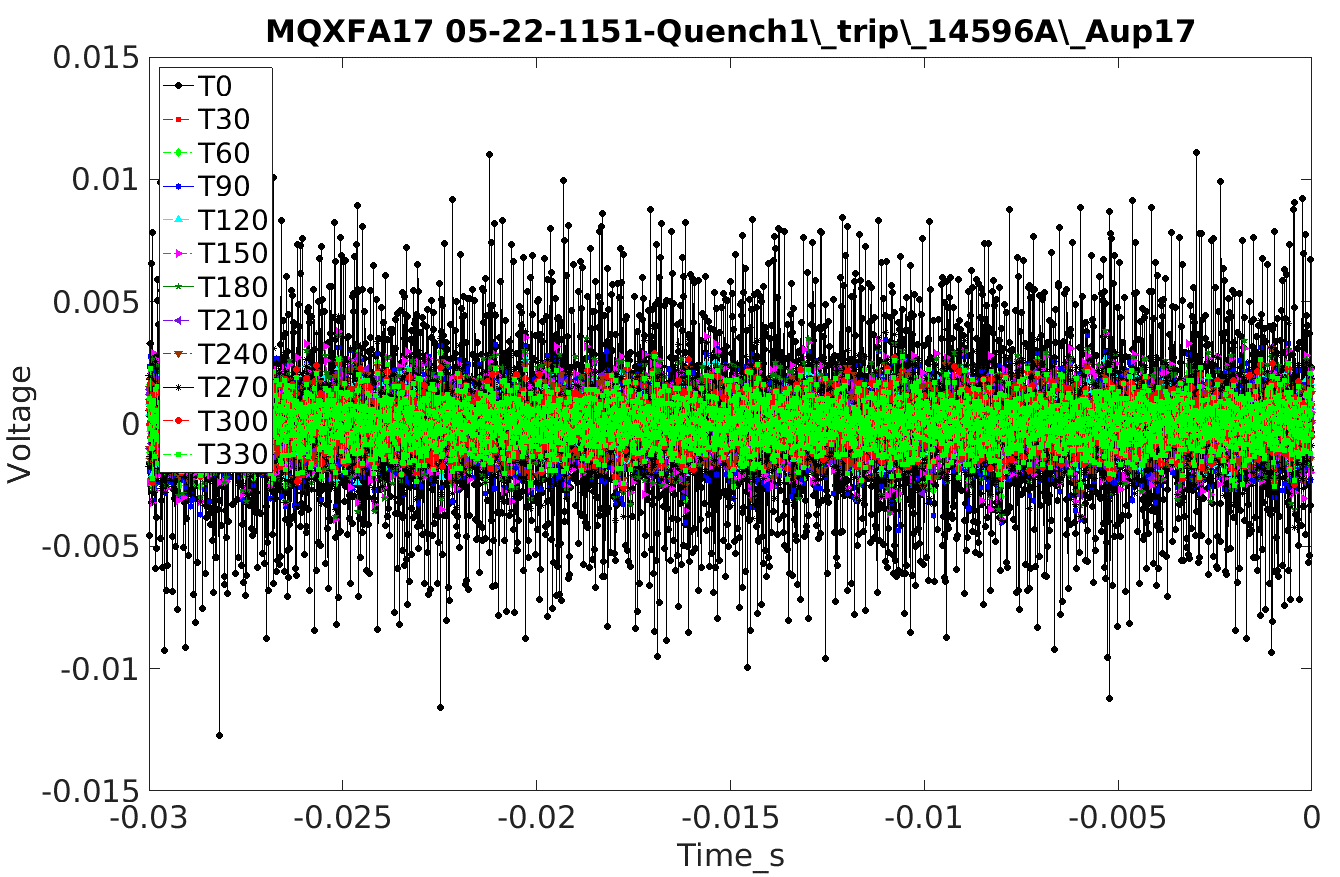 MQXFA17 05-22-1151-Quench1\_trip\_14596A\_Aup17
0.015
0.01
0.005
0
-0.005
-0.01
-0.015
Voltage
T0
T30
T60
T90
T120
T150
T180
T210
T240
T270
T300
T330
-0.03
-0.025
-0.02
-0.015
-0.01
-0.005
0
Time_s